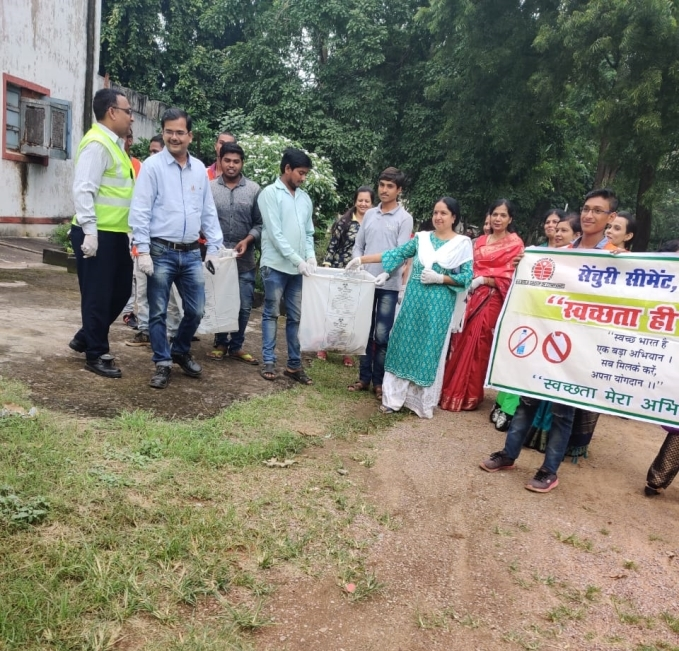 सेंचुरी सीमेंट,
"स्वच्छता ही
"स्वच्छ भारत है
एक बड़ा अभियान ।
सब मिलकर करें,
अपना योगदान ।।"
"स्वच्छता मेरा अभि